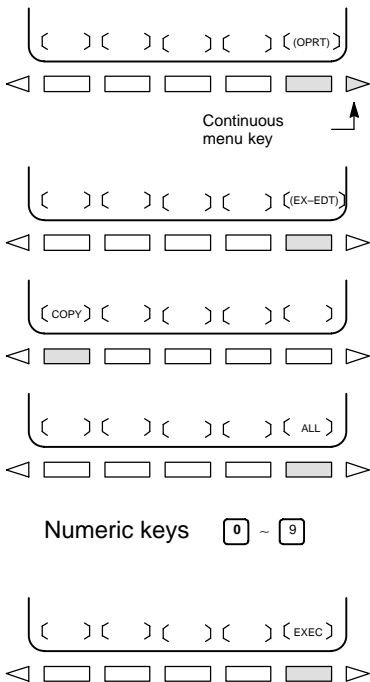 (OPRT)
Continuous
menu key
(EX–EDT)
COPY
ALL
Numeric keys 0 ~ 9
EXEC